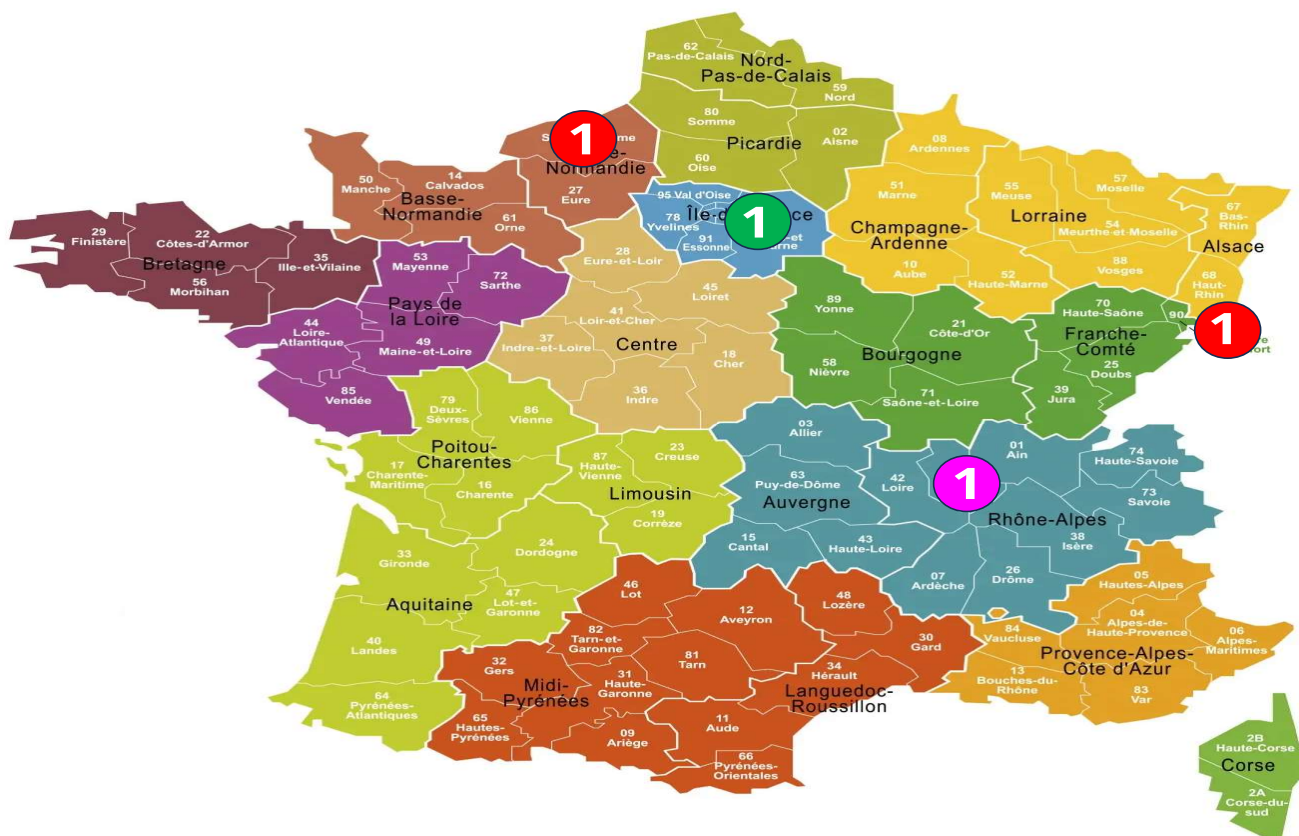 62
Pas-de-Calais
Nord-
Pas-de-Calais
59
Nord
80
Somme
02
Aisne
Picardie
60
Oise
1
Normandie
27
Eure
14
Calvados
50
Manche
Basse-
Normandie
61
Orne
08
Ardennes
51
Marne
Champagne-
Ardenne
10
Aube
52
Haute-Marne
55
Meuse
57
Moselle
Lorraine
54
Meurthe-et-Moselle
88
Vosges
67
Bas-
Rhin
Alsace
68
Haut-
Rhin
95 Val d'Oise
78
Yvelines
91
Essonne
1
29
Finistère
22
Côtes-d'Armor
35
Ille-et-Vilaine
Bretagne
56
Morbihan
53
Mayenne
72
Sarthe
Pays de
la Loire
44
Loire-
Atlantique
49
Maine-et-Loire
85
Vendée
28
Eure-et-Loir
45
Loiret
41
Loir-et-Cher
37
Indre-et-Loire
Centre
18
Cher
36
Indre
89
Yonne
21
Côte-d'Or
Bourgogne
58
Nièvre
71
Saône-et-Loire
70
Haute-Saône
90
1
Franche-
Comté
25
Doubs
39
Jura
79
Deux-
Sèvres
86
Vienne
Poitou-
Charentes
17
Charente-
Maritime
16
Charente
23
Creuse
87
Haute-
Vienne
Limousin
19
Corrèze
03
Allier
63
Puy-de-Dôme
Auvergne
15
Cantal
43
Haute-Loire
42
Loire
01
Ain
1
74
Haute-Savoie
73
Savoie
Rhône-Alpes
38
Isère
07
Ardèche
26
Drôme
33
Gironde
24
Dordogne
47
Lot-et-
Garonne
Aquitaine
40
Landes
64
Pyrénées-
Atlantiques
46
Lot
12
Aveyron
82
Tarn-et-
Garonne
32
Gers
81
Tarn
31
Haute-
Garonne
Midi-
Pyrénées
65
Hautes-
Pyrénées
09
Ariège
48
Lozère
30
Gard
34
Hérault
Languedoc-
Roussillon
11
Aude
66
Pyrénées-
Orientales
05
Hautes-Alpes
04
Alpes-de-
Haute-Provence
06
Alpes-
Maritimes
84
Vaucluse
Provence-Alpes-
Côte d'Azur
13
Bouches-du-
Rhône
83
Var
2B
Haute-Corse
Corse
2A
Corse-du-
sud